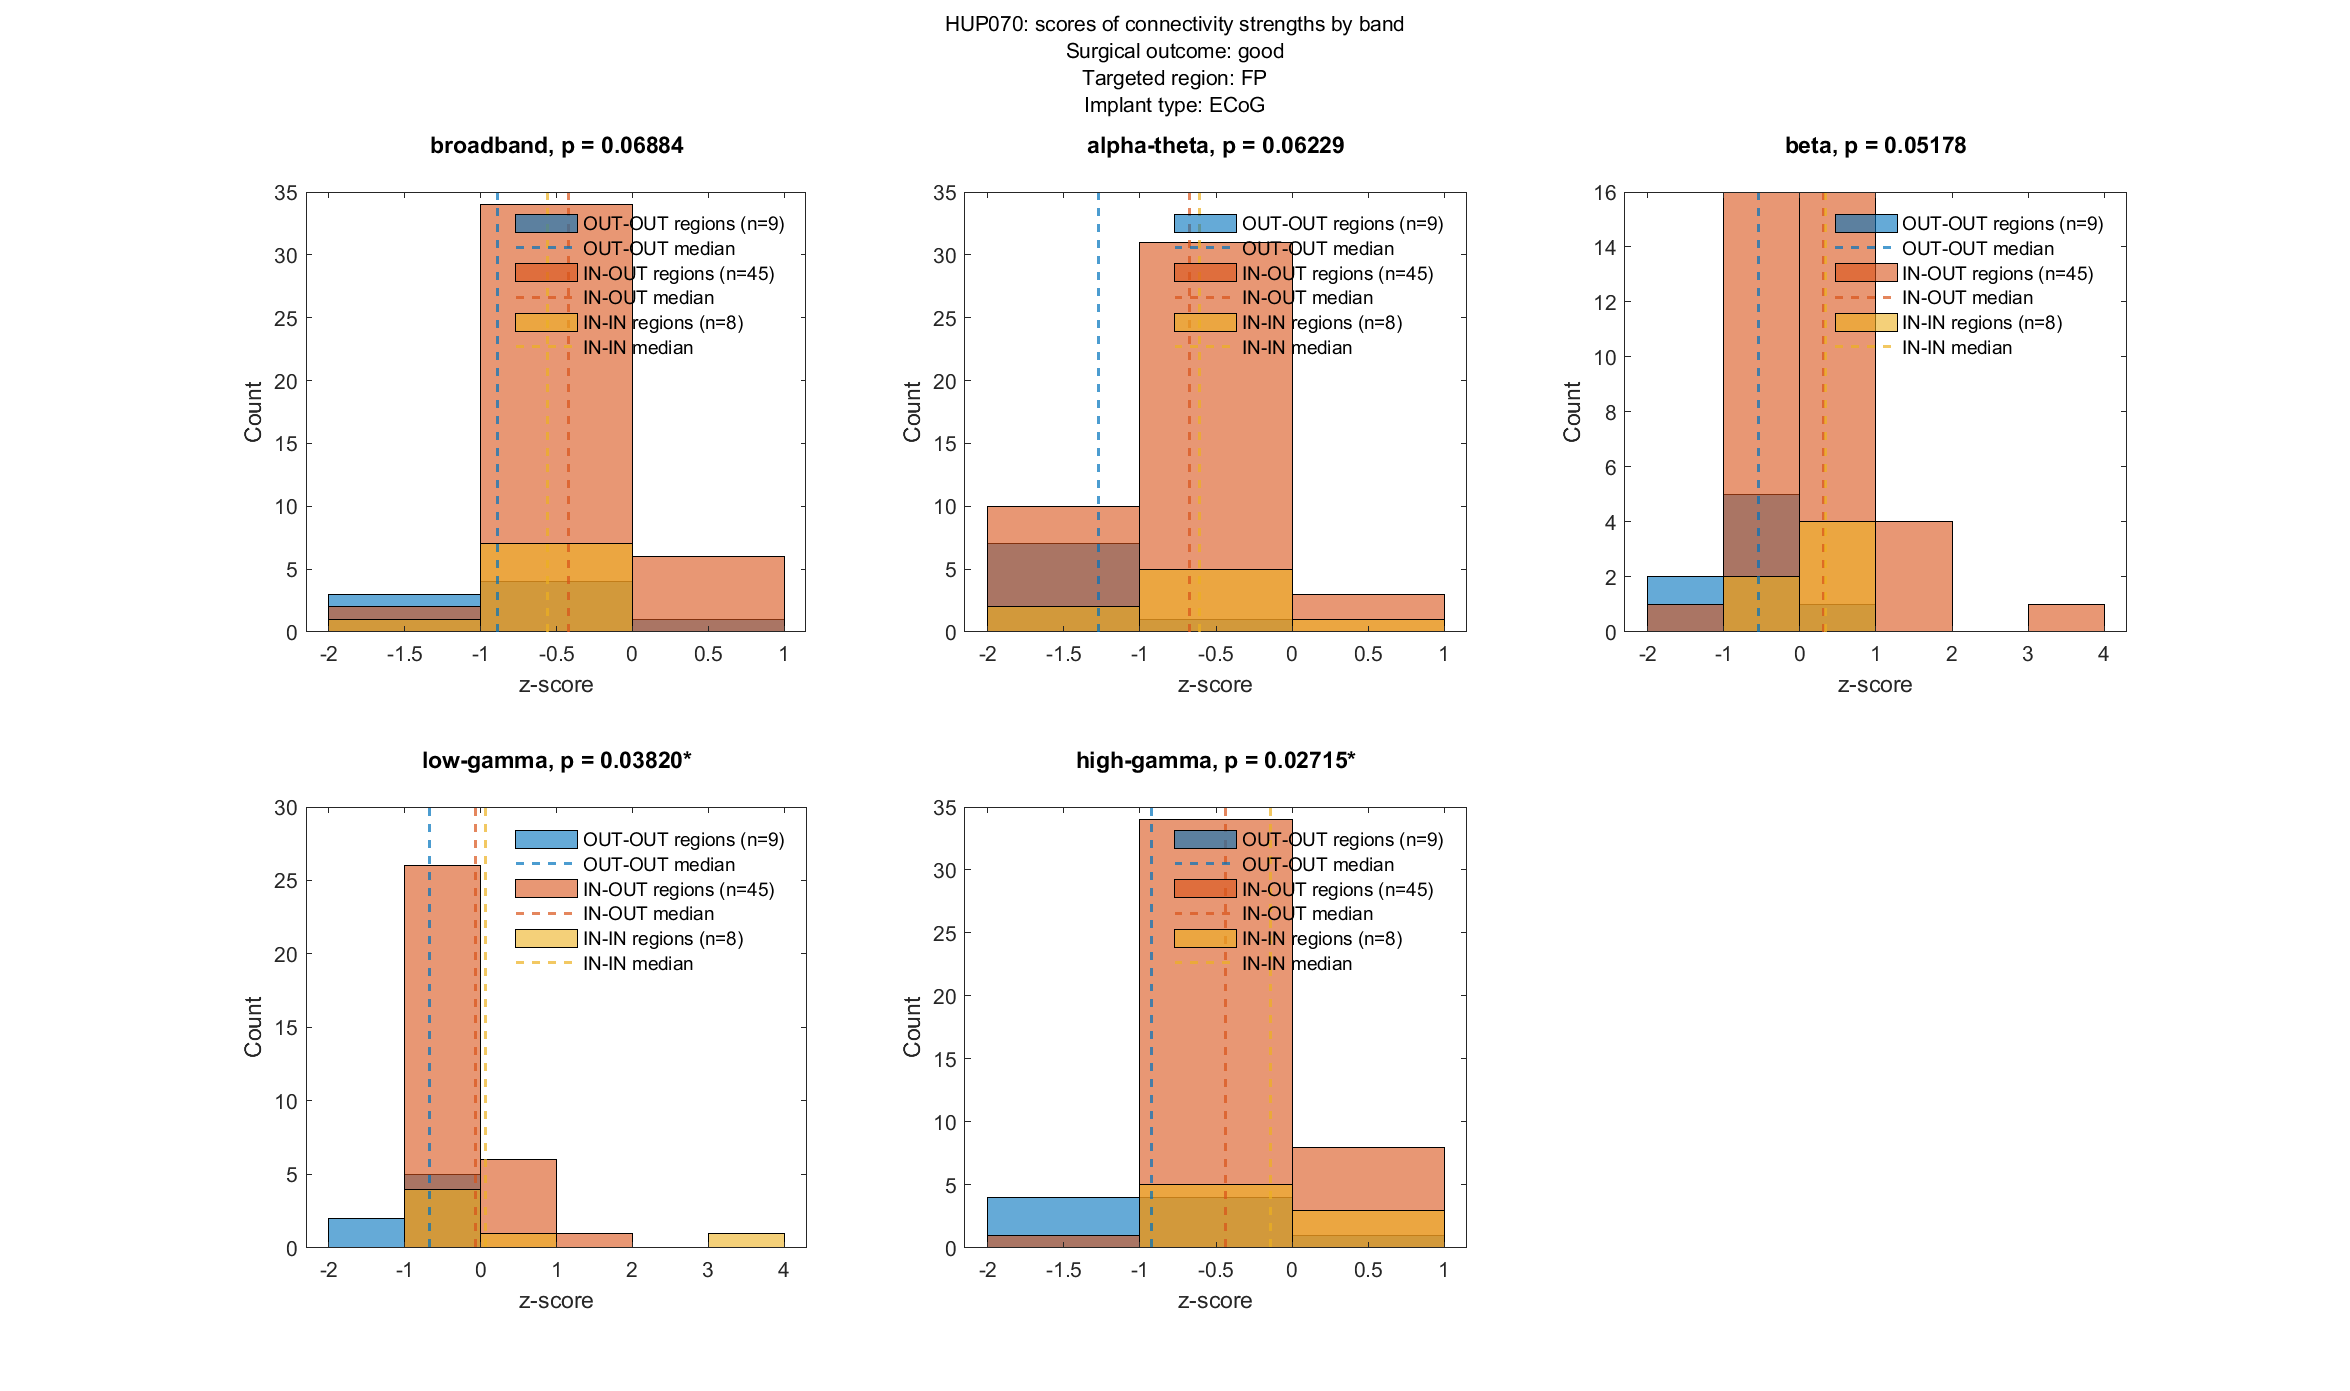 HUP070: scores of connectivity strengths by band
Surgical outcome: good
Targeted region: FP
Implant type: ECoG
broadband, p = 0.06884
35
30
25
20
15
10
5
0
Count
-2 -1.5 -1 -0.5 0 0.5 1
z-score
OUT-OUT regions (n=9)
OUT-OUT median
IN-OUT regions (n=45)
IN-OUT median
IN-IN regions (n=8)
IN-IN median
alpha-theta, p = 0.06229
35
30
25
20
15
10
5
0
Count
-2 -1.5 -1 -0.5 0 0.5 1
z-score
OUT-OUT regions (n=9)
OUT-OUT median
IN-OUT regions (n=45)
IN-OUT median
IN-IN regions (n=8)
IN-IN median
beta, p = 0.05178
16
14
12
10
8
6
4
2
0
Count
-2 -1 0 1 2 3 4
z-score
OUT-OUT regions (n=9)
OUT-OUT median
IN-OUT regions (n=45)
IN-OUT median
IN-IN regions (n=8)
IN-IN median
low-gamma, p = 0.03820*
30
25
20
15
10
5
0
Count
-2 -1 0 1 2 3 4
z-score
OUT-OUT regions (n=9)
OUT-OUT median
IN-OUT regions (n=45)
IN-OUT median
IN-IN regions (n=8)
IN-IN median
high-gamma, p = 0.02715*
35
30
25
20
15
10
5
0
Count
-2 -1.5 -1 -0.5 0 0.5 1
z-score
OUT-OUT regions (n=9)
OUT-OUT median
IN-OUT regions (n=45)
IN-OUT median
IN-IN regions (n=8)
IN-IN median